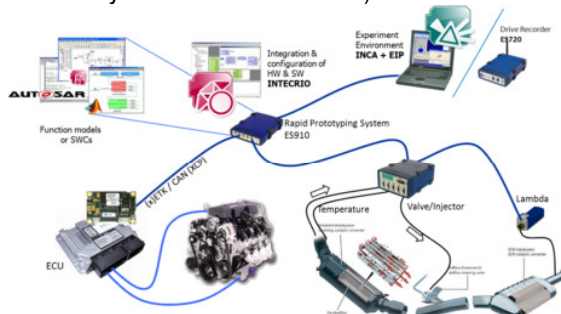 Experiment
Environment
INCA + EIP
Drive Recorder
ES720
Integration &
configuration of
HW & SW
INTECRIO
AUTOSAR
Function models
or SWCs
Rapid Prototyping System
ES910
(x)ETK / CAN (XCP)
Temperature
Valve/Injector
Lambda
ECU